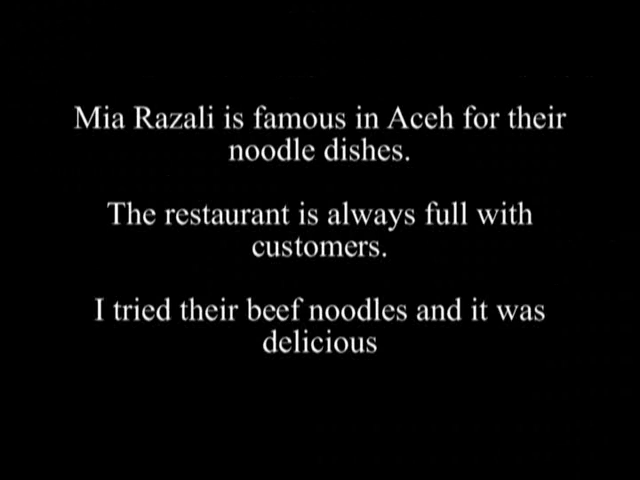 Mia Razali is famous in Aceh for their
noodle dishes.
The restaurant is always full with
customers.
I tried their beef noodles and it was
delicious